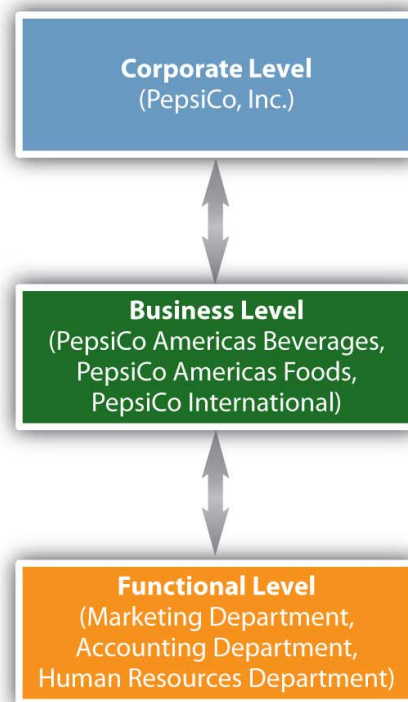 Corporate Level
(PepsiCo, Inc.)
Business Level
(PepsiCo Americas Beverages,
PepsiCo Americas Foods,
PepsiCo International)
Functional Level
(Marketing Department,
Accounting Department,
Human Resources Department)